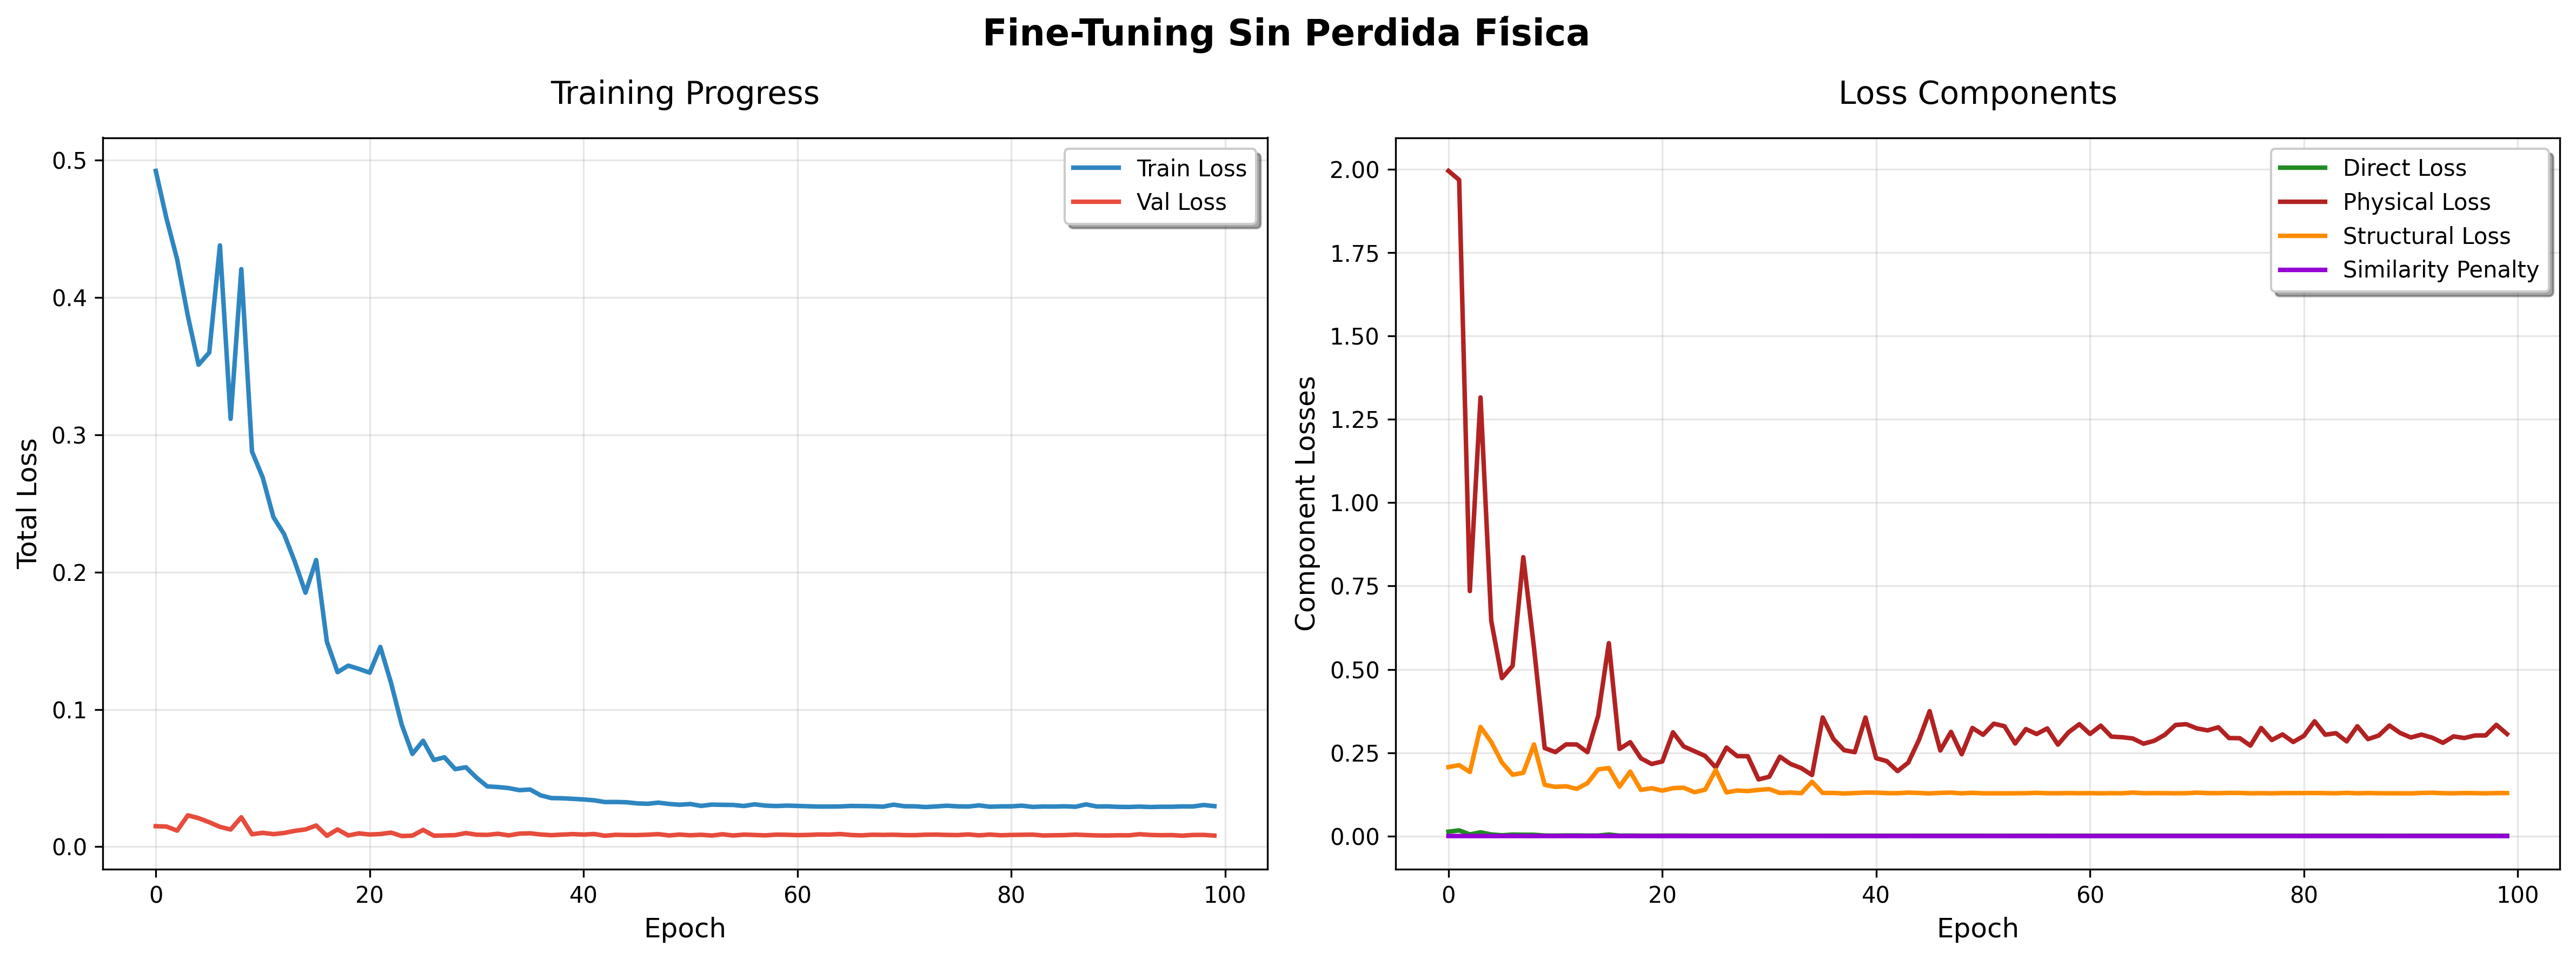 Fine-Tuning Sin Perdida Física
Training Progress
Total Loss
0.5
0.4
0.3
0.2
0.1
0.0
Train Loss
Val Loss
0 20 40 60 80 100
Epoch
Loss Components
Component Losses
2.00
1.75
1.50
1.25
1.00
0.75
0.50
0.25
0.00
Direct Loss
Physical Loss
Structural Loss
Similarity Penalty
0 20 40 60 80 100
Epoch